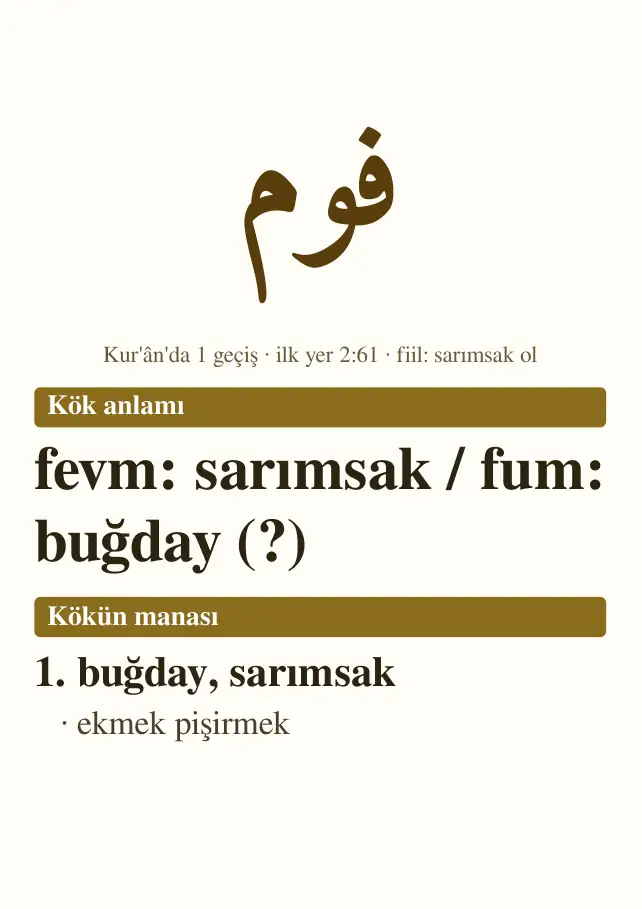 فوم
Kur'ân'da 1 geçiş · ilk yer 2:61 · fiil: sarımsak ol
Kök anlamı
fevm: sarımsak / fum:
buğday (?)
Kökün manası
1. buğday, sarımsak
· ekmek pişirmek